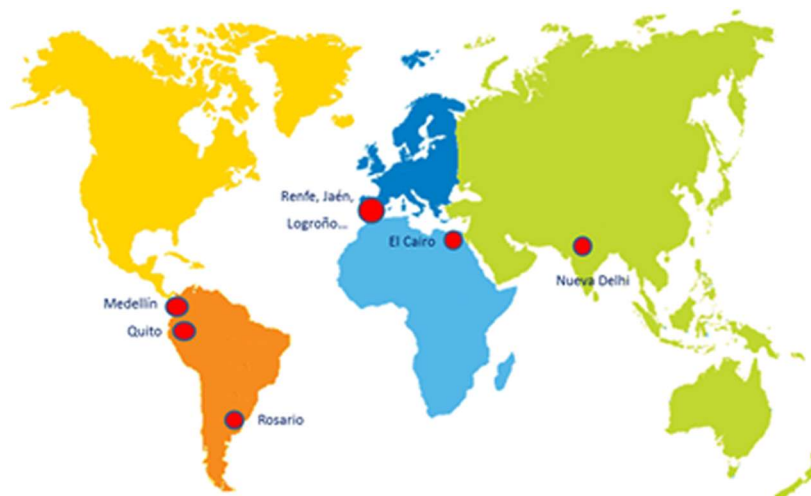 Renfe, Jaén,
Logroño...
El Cairo
Nueva Delhi
Medellín
Quito
Rosario